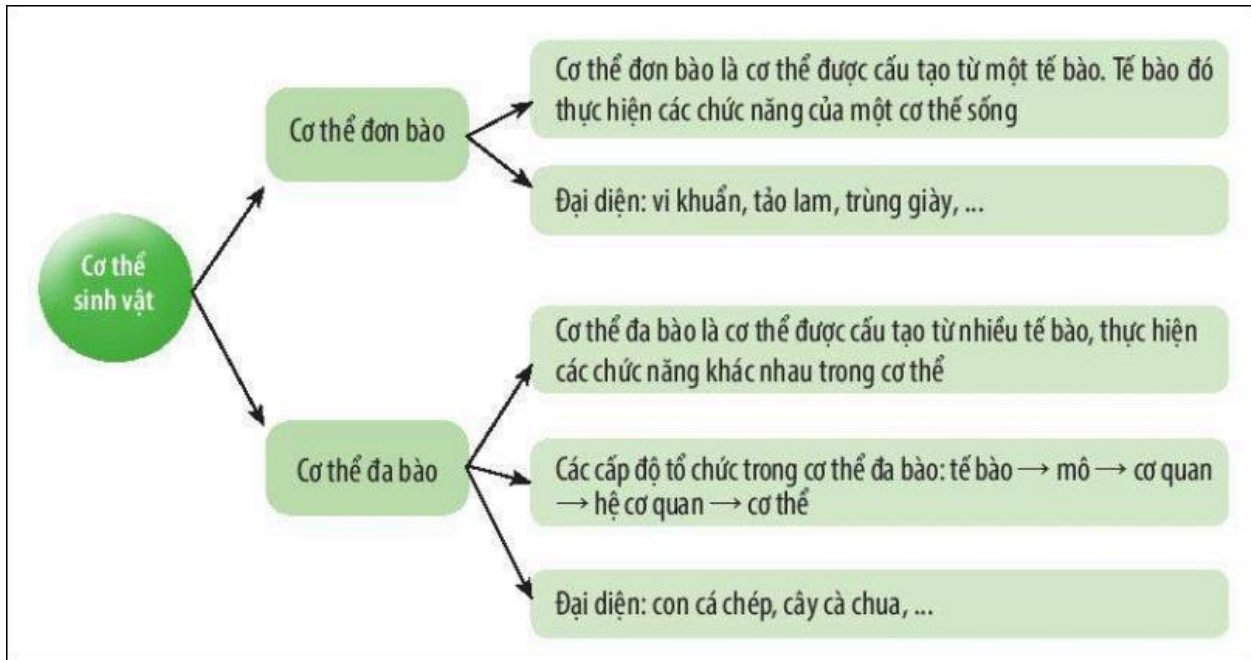 Cơ thể
sinh vật
Cơ thể đơn bào
Cơ thể đơn bào là cơ thể được cấu tạo từ một tế bào. Tế bào đó
thực hiện các chức năng của một cơ thế sống
Đại diện: vi khuẩn, tảo lam, trùng giày, ...
Cơ thể đa bào
Cơ thể đa bào là cơ thể được cấu tạo từ nhiều tế bào, thực hiện
các chức năng khác nhau trong cơ thể
Các cấp độ tổ chức trong cơ thể đa bào: tế bào → mô → cơ quan
→ hệ cơ quan → cơ thể
Đại diện: con cá chép, cây cà chua, ...